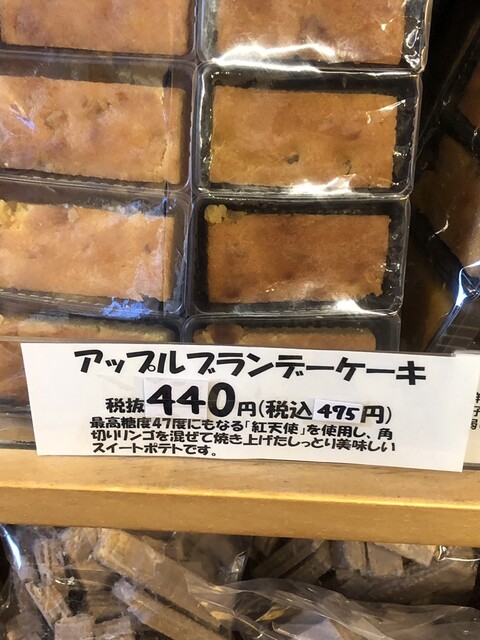 アップルブランデーケーキ
税抜440円(税込475円)
最高糖度47度にもなる「紅天使」を使用し、角
切りリンゴを混ぜて焼き上げたしっとり美味しい
スイートポテトです。